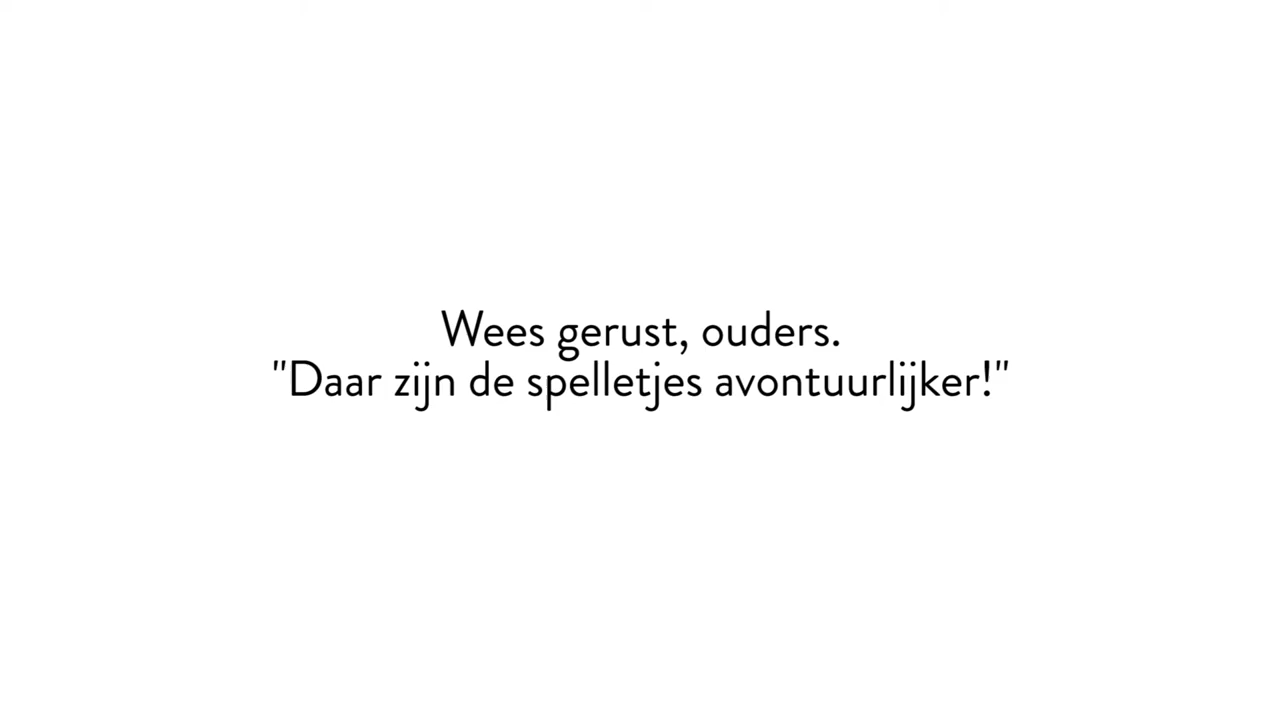 Wees gerust, ouders.
"Daar zijn de spelletjes avontuurlijker!"